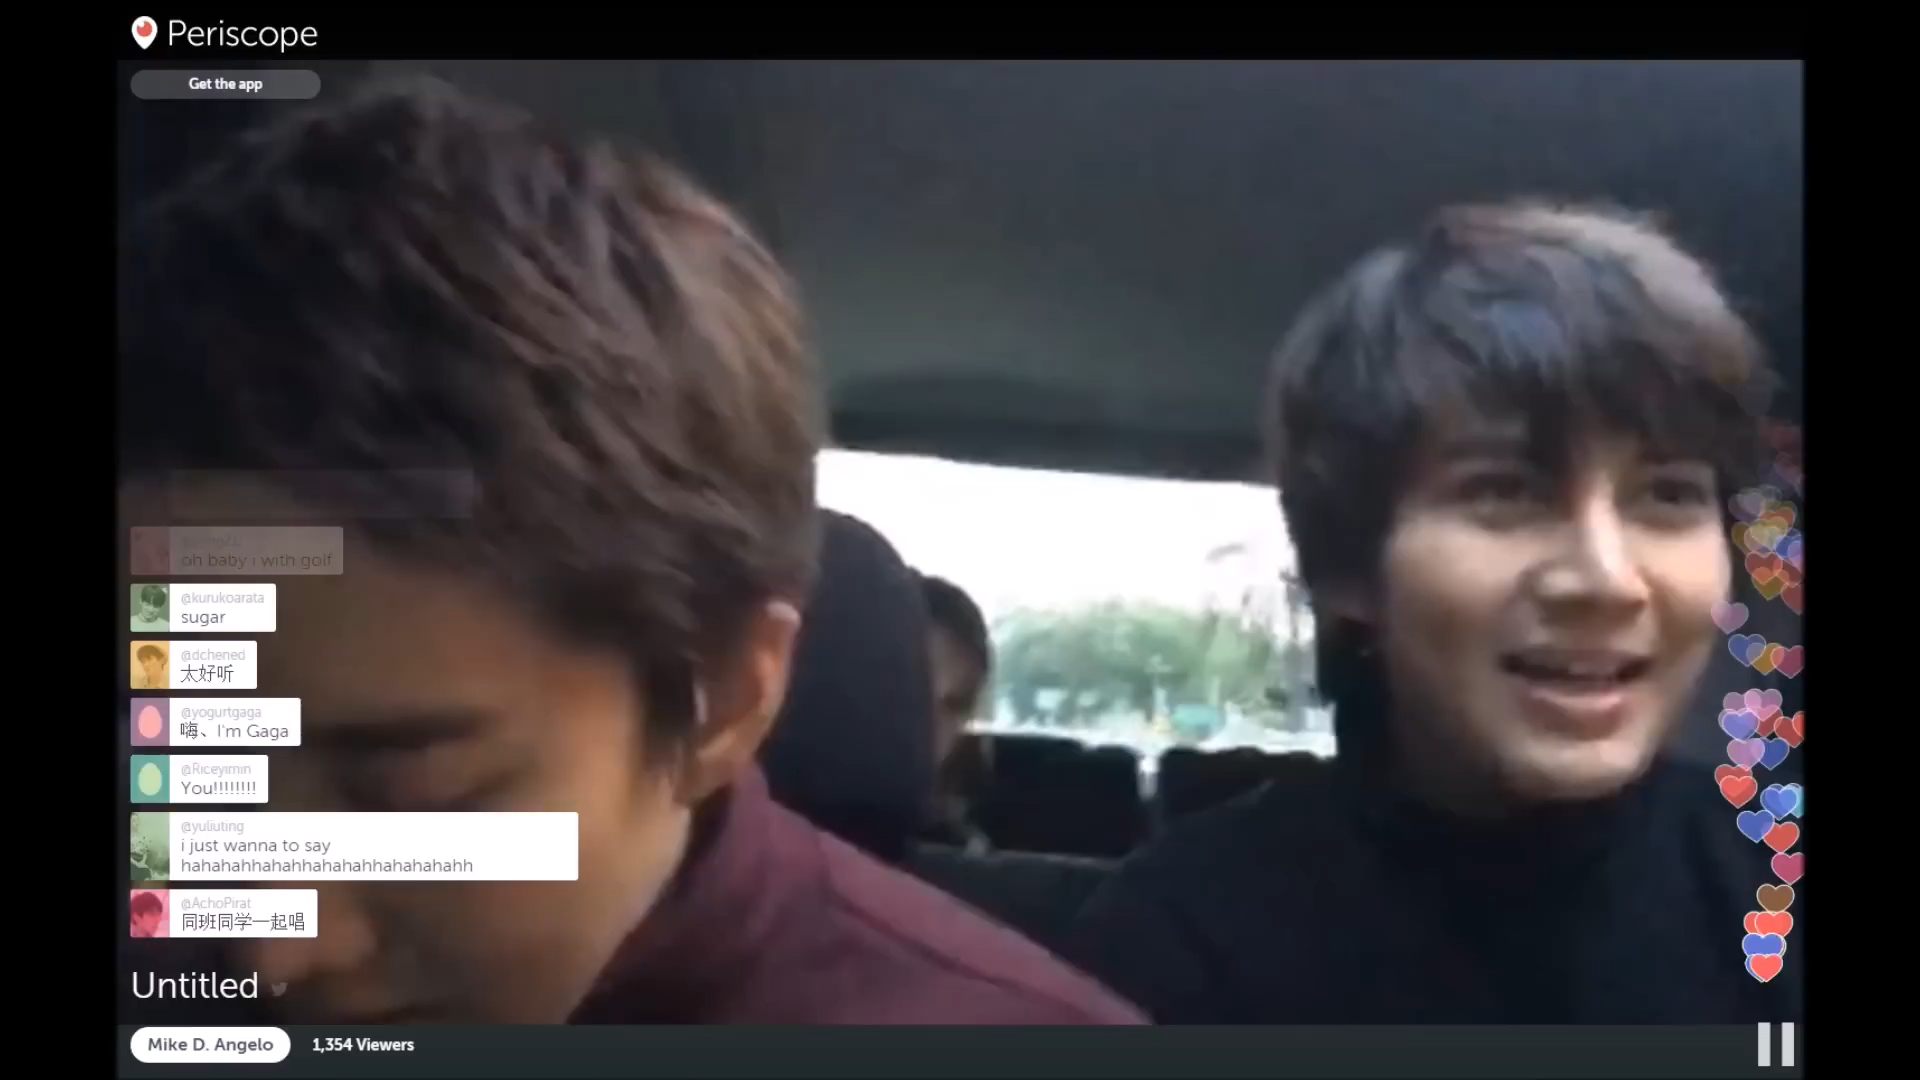 Periscope
Get the app
oh baby i with golf
@kurukoarata
sugar
@dchened
太好听
@yogurtgaga
嗨、I'm Gaga
@Riceyimin
You!!!!!!!!
@yuliuting
i just wanna to say
hahahahhahahhahahahhahahahahh
@AchoPirat
同班同学一起唱
Untitled
Mike D. Angelo
1,354 Viewers